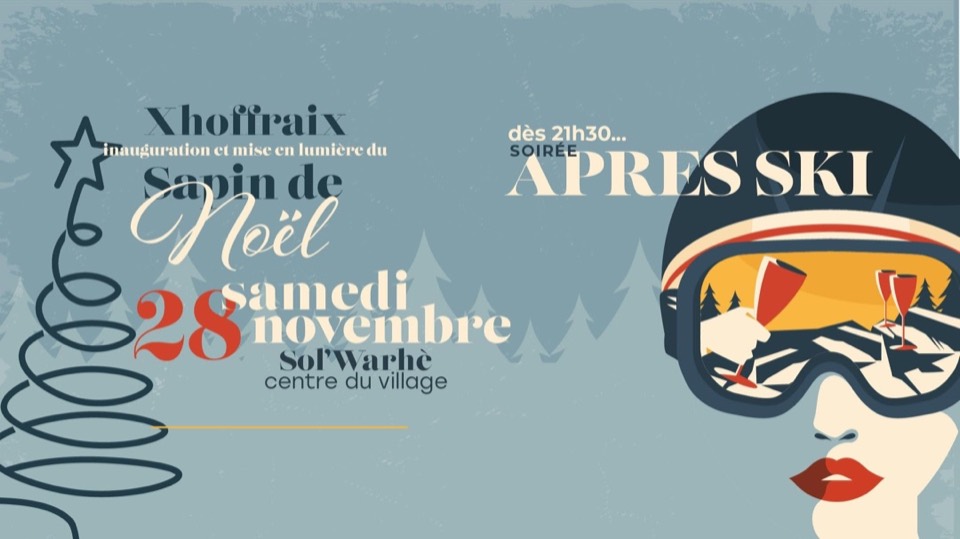 Xhoffraix
inauguration et mise en lumière du
Sapin de
Noël
samedi
28 novembre
Sol'Warhè
centre du village
dès 21h30...
SOIRÉE
APRES SKI